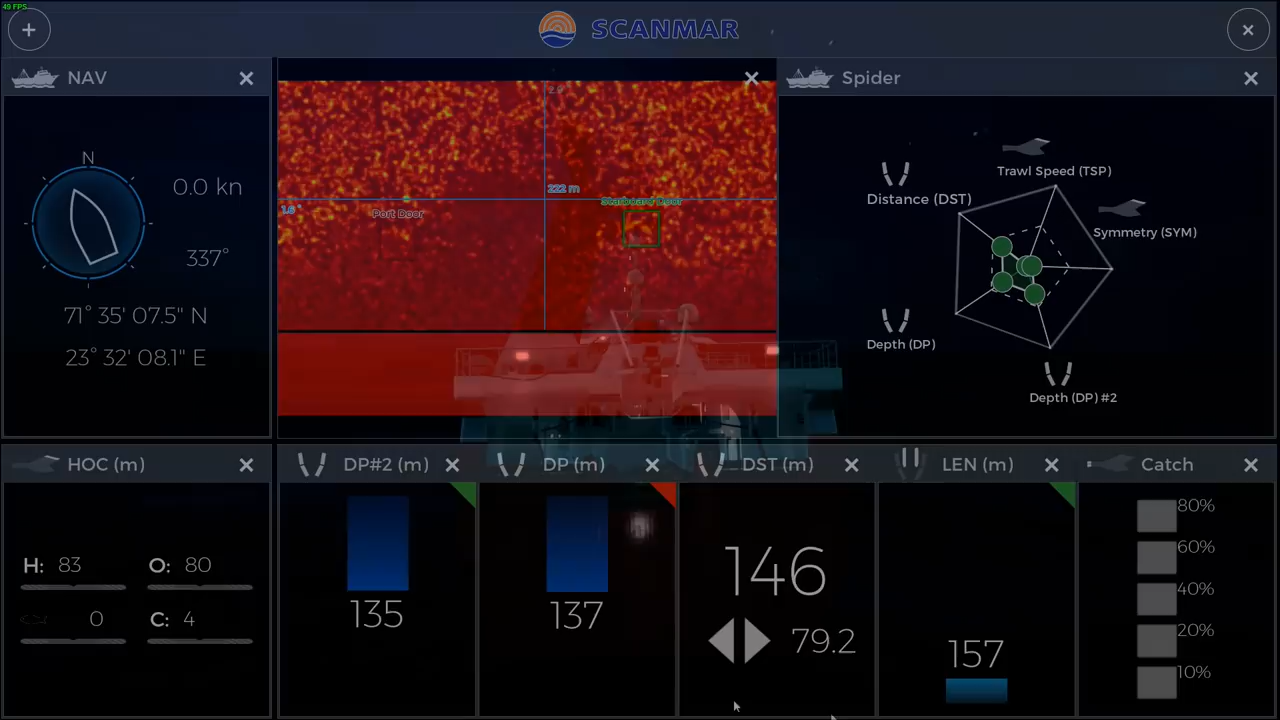 49 FPS
SCANMAR
NAV
N
0.0 kn
337°
71° 35' 07.5" N
23° 32' 08.1" E
222 m
1.6 °
Port Door
Starboard Door
Spider
Trawl Speed (TSP)
Distance (DST)
Symmetry (SYM)
Depth (DP)
Depth (DP) #2
HOC (m)
H: 83
O: 80
0
C: 4
DP#2 (m)
135
DP (m)
137
DST (m)
146
79.2
LEN (m)
157
Catch
80%
60%
40%
20%
10%